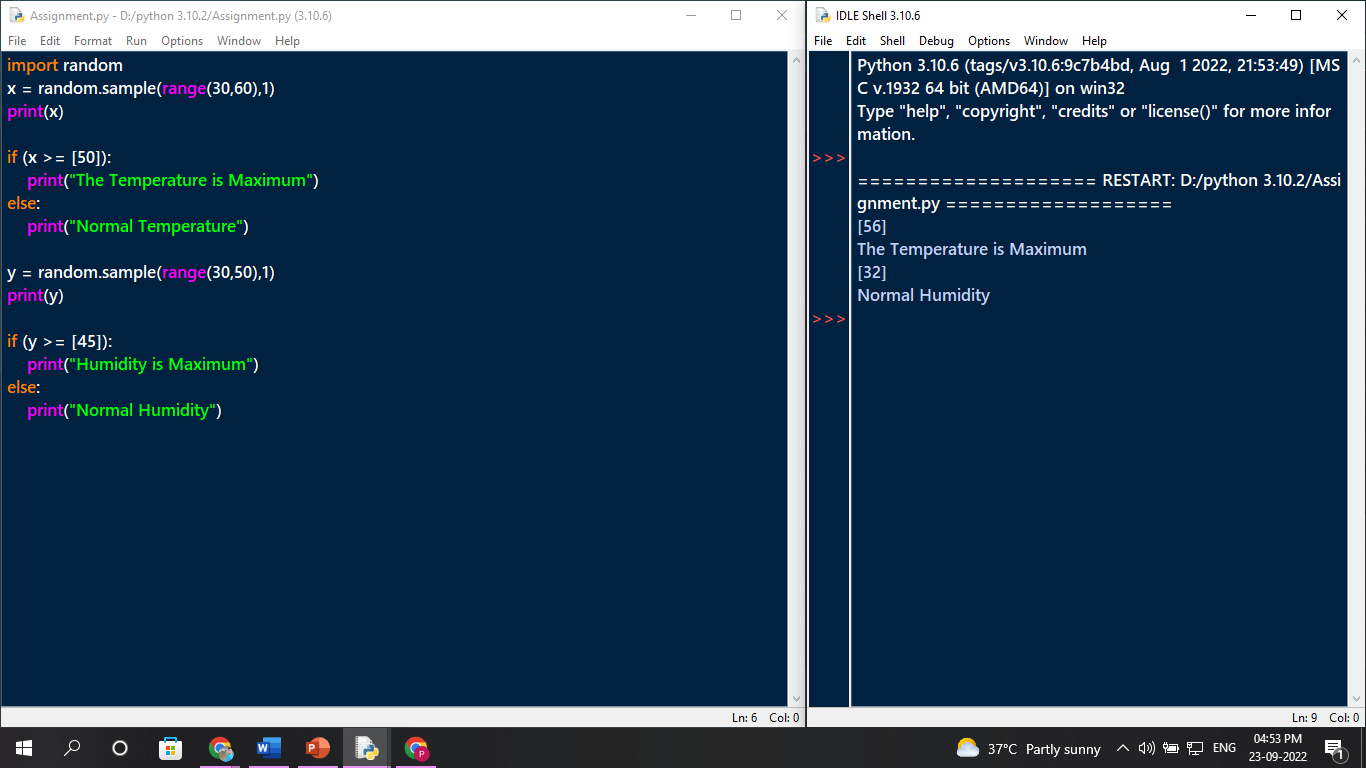 Assignment.py - D:/python 3.10.2/Assignment.py (3.10.6)
File Edit Format Run Options Window Help
import random
x = random.sample(range(30,60),1)
print(x)
if (x >= [50]):
print("The Temperature is Maximum")
else:
print("Normal Temperature")
y = random.sample(range(30,50),1)
print(y)
if (y >= [45]):
print("Humidity is Maximum")
else:
print("Normal Humidity")
Ln: 6 Col: 0
IDLE Shell 3.10.6
File Edit Shell Debug Options Window Help
Python 3.10.6 (tags/v3.10.6:9c7b4bd, Aug  1 2022, 21:53:49) [MS
C v.1932 64 bit (AMD64)] on win32
Type "help", "copyright", "credits" or "license()" for more infor
mation.
>>>
==================== RESTART: D:/python 3.10.2/Assi
gnment.py ===================
[56]
The Temperature is Maximum
[32]
Normal Humidity
>>>
Ln: 9 Col: 0
W P P 37°C Partly sunny ENG 04:53 PM
23-09-2022 1